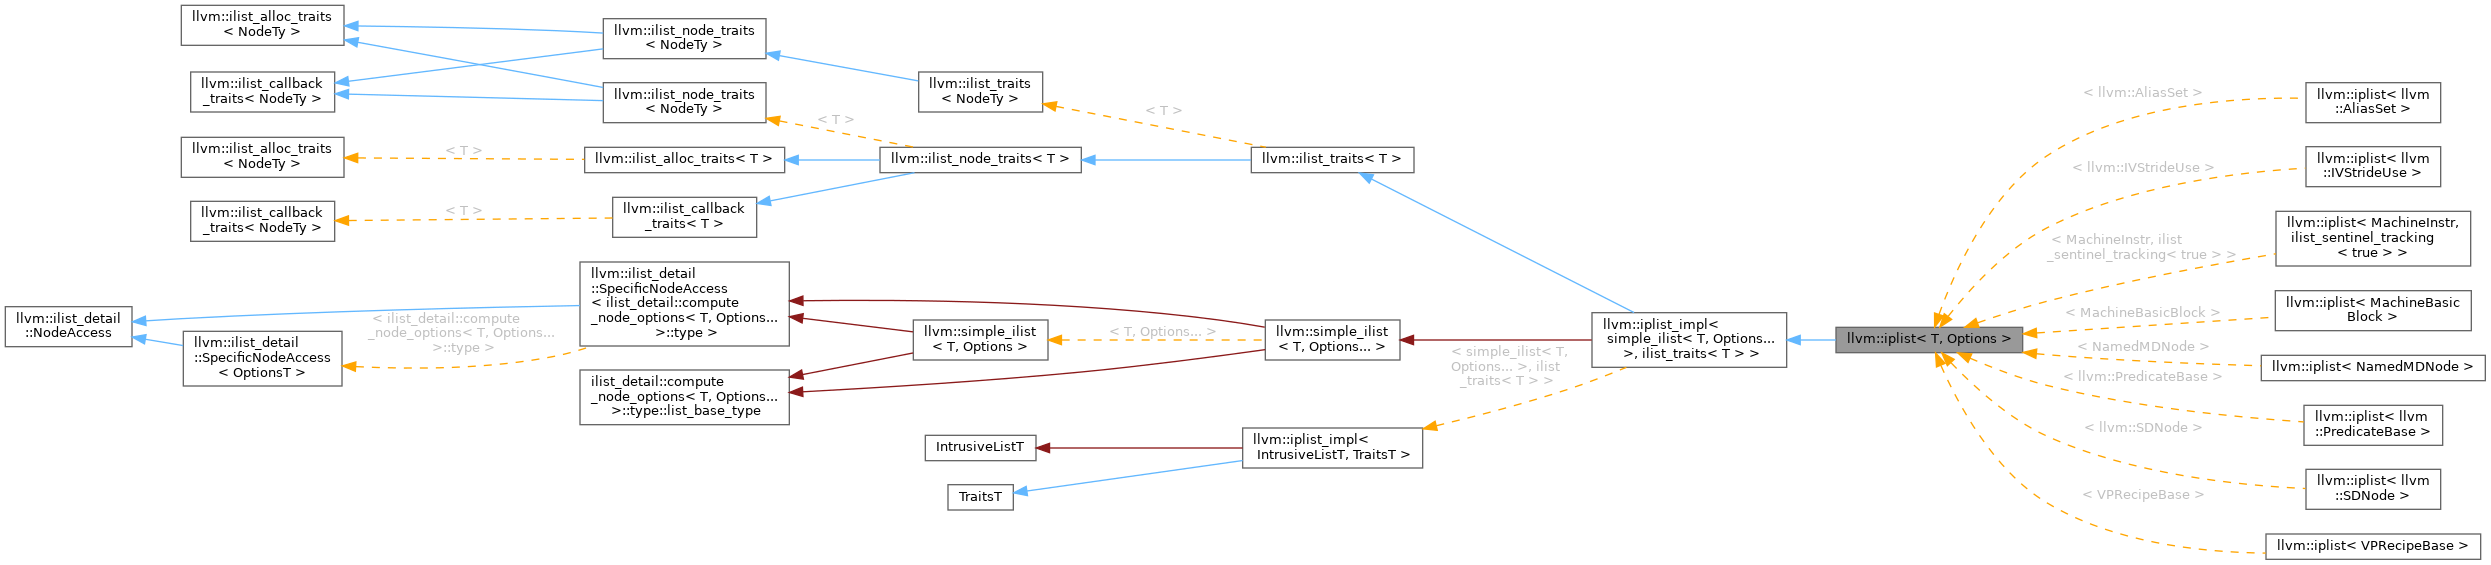 llvm::ilist_alloc_traits
< NodeTy >
llvm::ilist_callback
_traits< NodeTy >
llvm::ilist_alloc_traits
< NodeTy >
llvm::ilist_callback
_traits< NodeTy >
llvm::ilist_detail
::NodeAccess
llvm::ilist_detail
::SpecificNodeAccess
< OptionsT >
< T >
< T >
< ilist_detail::compute
_node_options< T, Options...
>::type >
llvm::ilist_node_traits
< NodeTy >
llvm::ilist_node_traits
< NodeTy >
llvm::ilist_alloc_traits< T >
llvm::ilist_callback
_traits< T >
llvm::ilist_detail
::SpecificNodeAccess
< ilist_detail::compute
_node_options< T, Options...
>::type >
ilist_detail::compute
_node_options< T, Options...
>::type::list_base_type
< T >
llvm::ilist_traits
< NodeTy >
llvm::ilist_node_traits< T >
llvm::simple_ilist
< T, Options >
IntrusiveListT
TraitsT
< T >
< T, Options... >
llvm::ilist_traits< T >
llvm::simple_ilist
< T, Options... >
llvm::iplist_impl<
IntrusiveListT, TraitsT >
< simple_ilist< T,
Options... >, ilist
_traits< T > >
llvm::iplist_impl<
simple_ilist< T, Options...
>, ilist_traits< T > >
llvm::iplist< T, Options >
< llvm::AliasSet >
< llvm::IVStrideUse >
< MachineInstr, ilist
_sentinel_tracking< true > >
< MachineBasicBlock >
< NamedMDNode >
< llvm::PredicateBase >
< llvm::SDNode >
< VPRecipeBase >
llvm::iplist< llvm
::AliasSet >
llvm::iplist< llvm
::IVStrideUse >
llvm::iplist< MachineInstr,
ilist_sentinel_tracking
< true > >
llvm::iplist< MachineBasic
Block >
llvm::iplist< NamedMDNode >
llvm::iplist< llvm
::PredicateBase >
llvm::iplist< llvm
::SDNode >
llvm::iplist< VPRecipeBase >